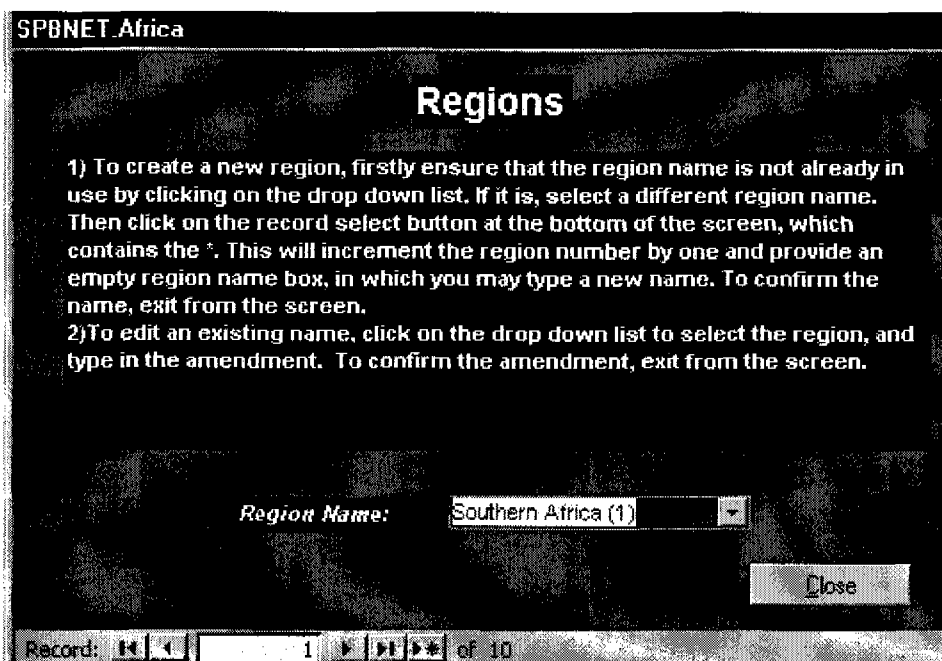 SPBNET.Africa
Regions
1) To create a new region, firstly ensure that the region name is not already in
use by clicking on the drop down list. If it is, select a different region name.
Then click on the record select button at the bottom of the screen, which
contains the *. This will increment the region number by one and provide an
empty region name box, in which you may type a new name. To confirm the
name, exit from the screen.
2)To edit an existing name, click on the drop down list to select the region, and
type in the amendment. To confirm the amendment, exit from the screen.
Region Name: Southern Africa (1)
Close
Record: 1 of 10